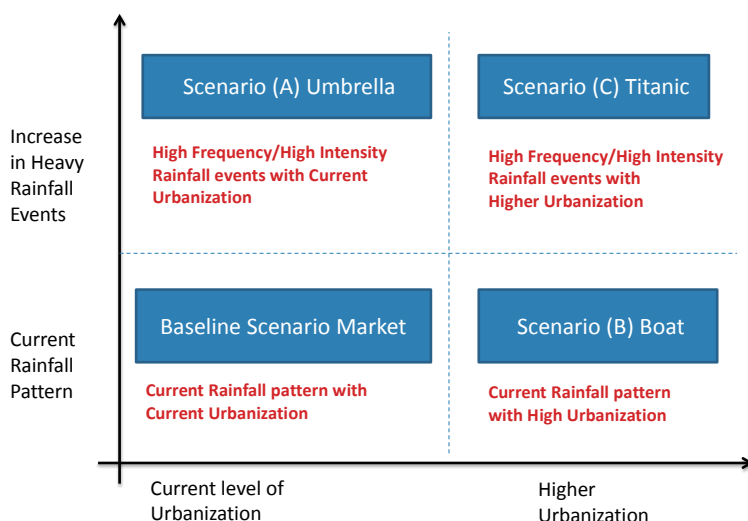 Scenario (A) Umbrella
Scenario (C) Titanic
Increase
in Heavy
Rainfall
Events
High Frequency/High Intensity
Rainfall events with Current
Urbanization
High Frequency/High Intensity
Rainfall events with
Higher Urbanization
Baseline Scenario Market
Scenario (B) Boat
Current
Rainfall
Pattern
Current Rainfall pattern with
Current Urbanization
Current Rainfall pattern
with High Urbanization
Current level of
Urbanization
Higher
Urbanization